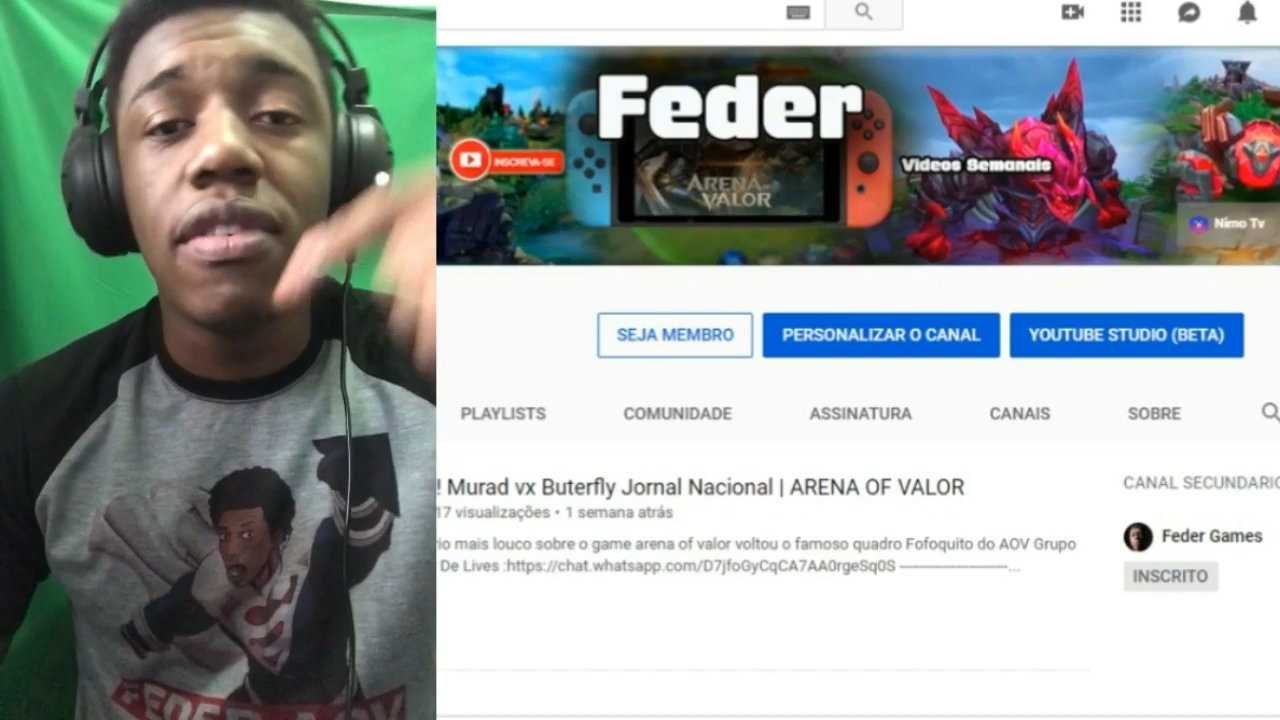 Feder
INSCREVA-SE
ARENA OF
VALOR
Videos Semanais
Nimo Tv
SEJA MEMBRO
PERSONALIZAR O CANAL
YOUTUBE STUDIO (BETA)
PLAYLISTS
COMUNIDADE
ASSINATURA
CANAIS
SOBRE
! Murad vx Buterfly Jornal Nacional | ARENA OF VALOR
17 visualizações • 1 semana atrás
io mais louco sobre o game arena of valor voltou o famoso quadro Fofoquito do AOV Grupo
De Lives :https://chat.whatsapp.com/D7jfoGyCqCA7AA0rgeSq0S ---------------------------...
CANAL SECUNDARIO
Feder Games
INSCRITO
FEDER AOV